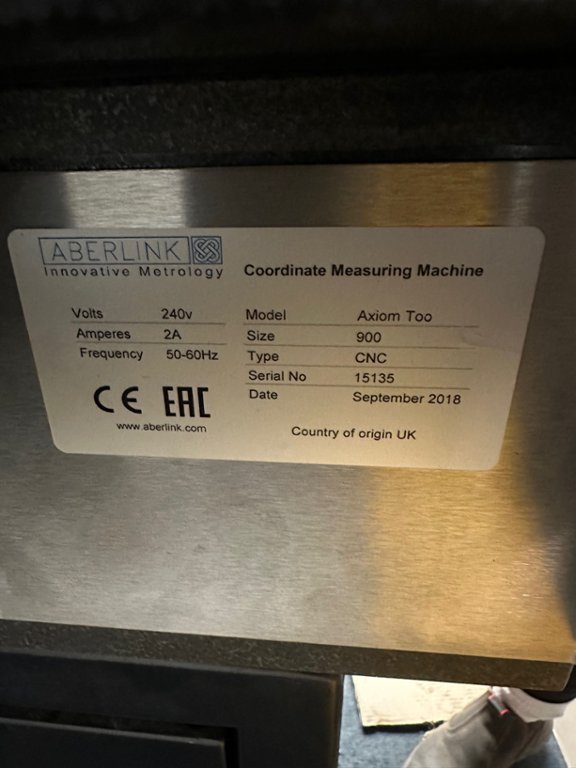 ABERLINK
Innovative Metrology
Coordinate Measuring Machine
Volts 240v
Amperes 2A
Frequency 50-60Hz
CE EAC
www.aberlink.com
Model Axiom Too
Size 900
Type CNC
Serial No 15135
Date September 2018
Country of origin UK